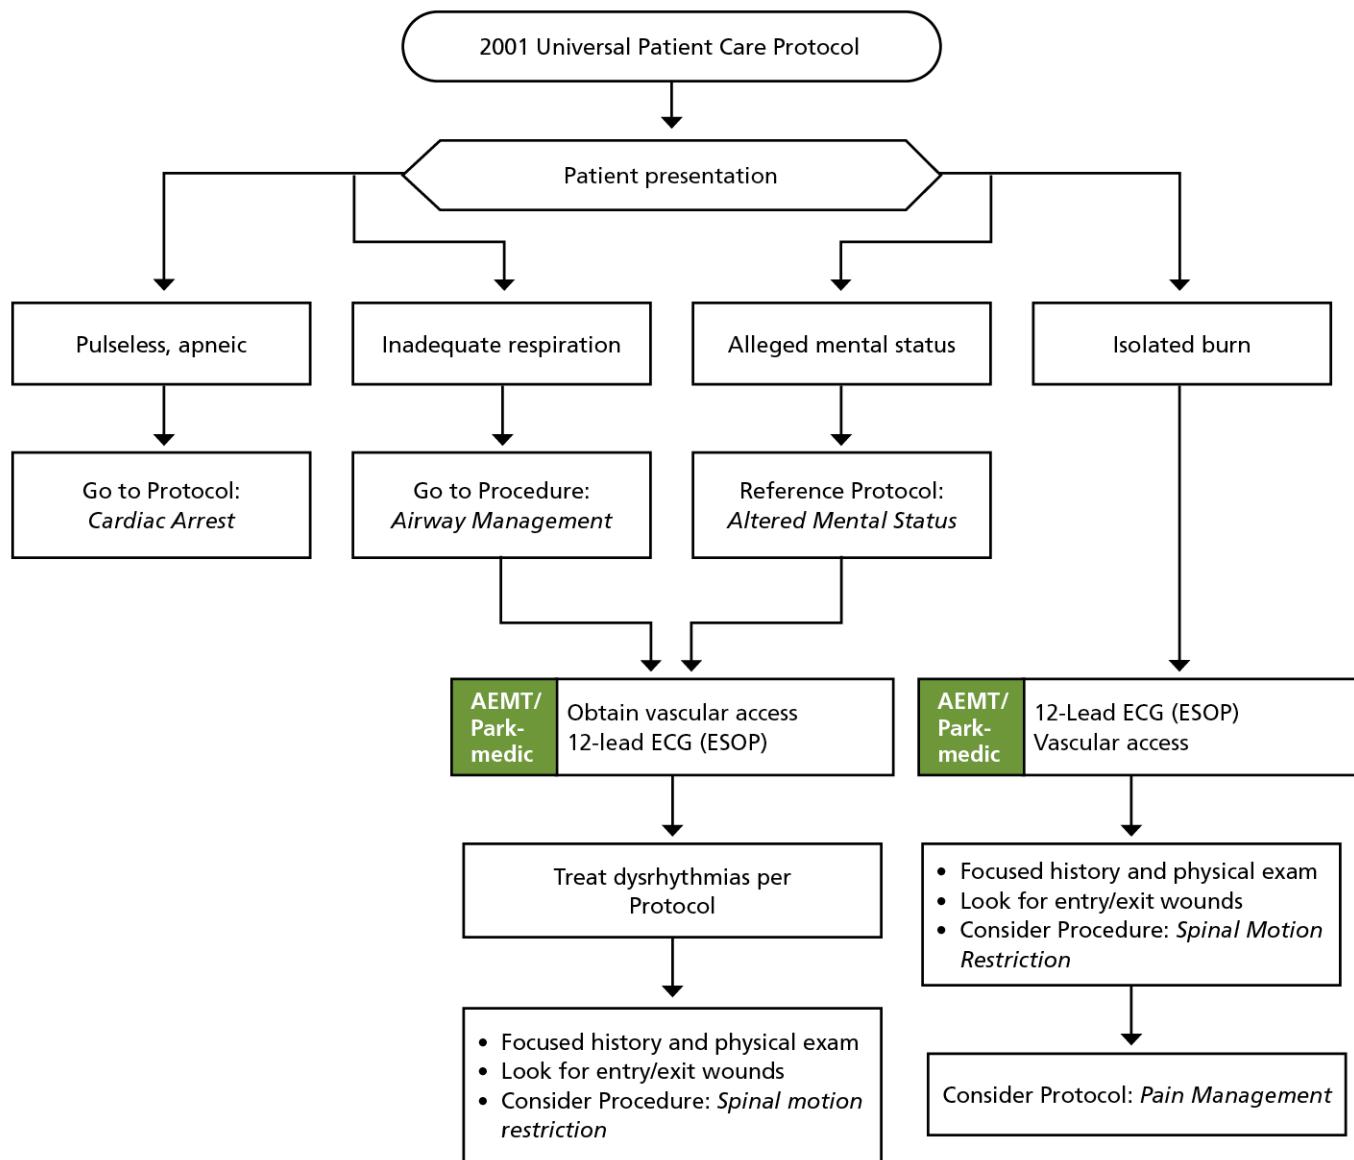 2001 Universal Patient Care Protocol
Patient presentation
Pulseless, apneic
Inadequate respiration
Alleged mental status
Isolated burn
Go to Protocol:
Cardiac Arrest
Go to Procedure:
Airway Management
Reference Protocol:
Altered Mental Status
AEMT/
Park-
medic
Obtain vascular access
12-lead ECG (ESOP)
AEMT/
Park-
medic
12-Lead ECG (ESOP)
Vascular access
Treat dysrhythmias per
Protocol
• Focused history and physical exam
• Look for entry/exit wounds
• Consider Procedure: Spinal motion
restriction
• Focused history and physical exam
• Look for entry/exit wounds
• Consider Procedure: Spinal Motion
Restriction
Consider Protocol: Pain Management